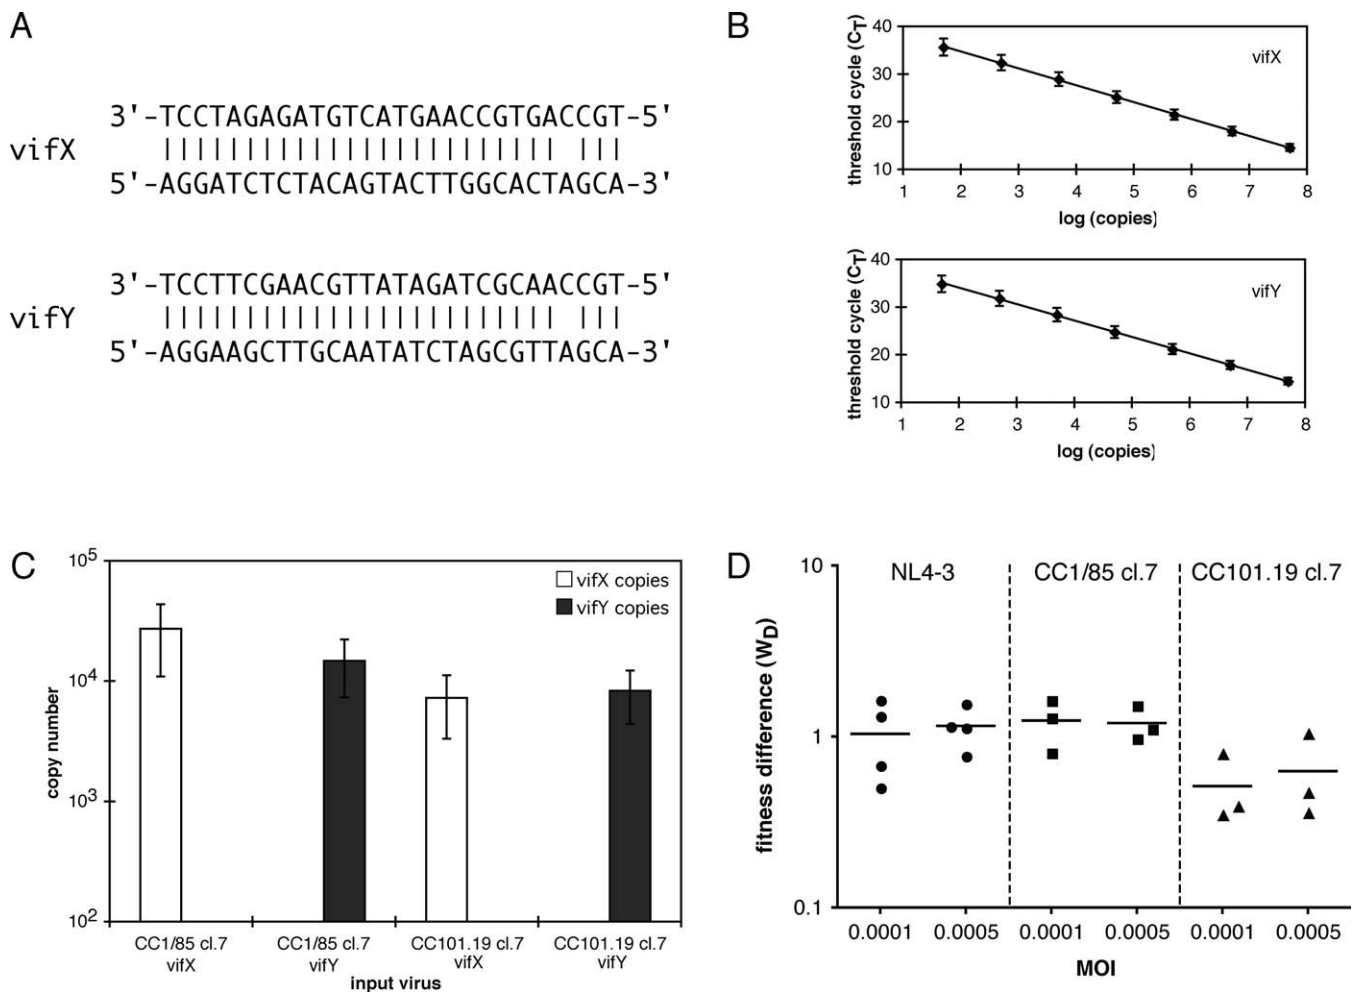 A
3'-TCCTAGAGATGTCATGAACCGTGACCGT-5'
vifX
5'-AGGATCTCTACAGTACTTGGCACTAGCA-3'
3'-TCCTTCGAACGTTATAGATCGCAACCGT-5'
vifY
5'-AGGAAGCTTGCAATATCTAGCGTTAGCA-3'
B
threshold cycle (CT)
40
30
20
10
vifX
1 2 3 4 5 6 7 8
log (copies)
threshold cycle (CT)
40
30
20
10
vifY
1 2 3 4 5 6 7 8
log (copies)
C
copy number
10^5
10^4
10^3
10^2
vifX copies
vifY copies
CC1/85 cl.7 CC1/85 cl.7 CC101.19 cl.7 CC101.19 cl.7
vifX vifY vifX vifY
input virus
D
fitness difference (WD)
10
1
0.1
NL4-3 CC1/85 cl.7 CC101.19 cl.7
0.0001 0.0005 0.0001 0.0005 0.0001 0.0005
MOI